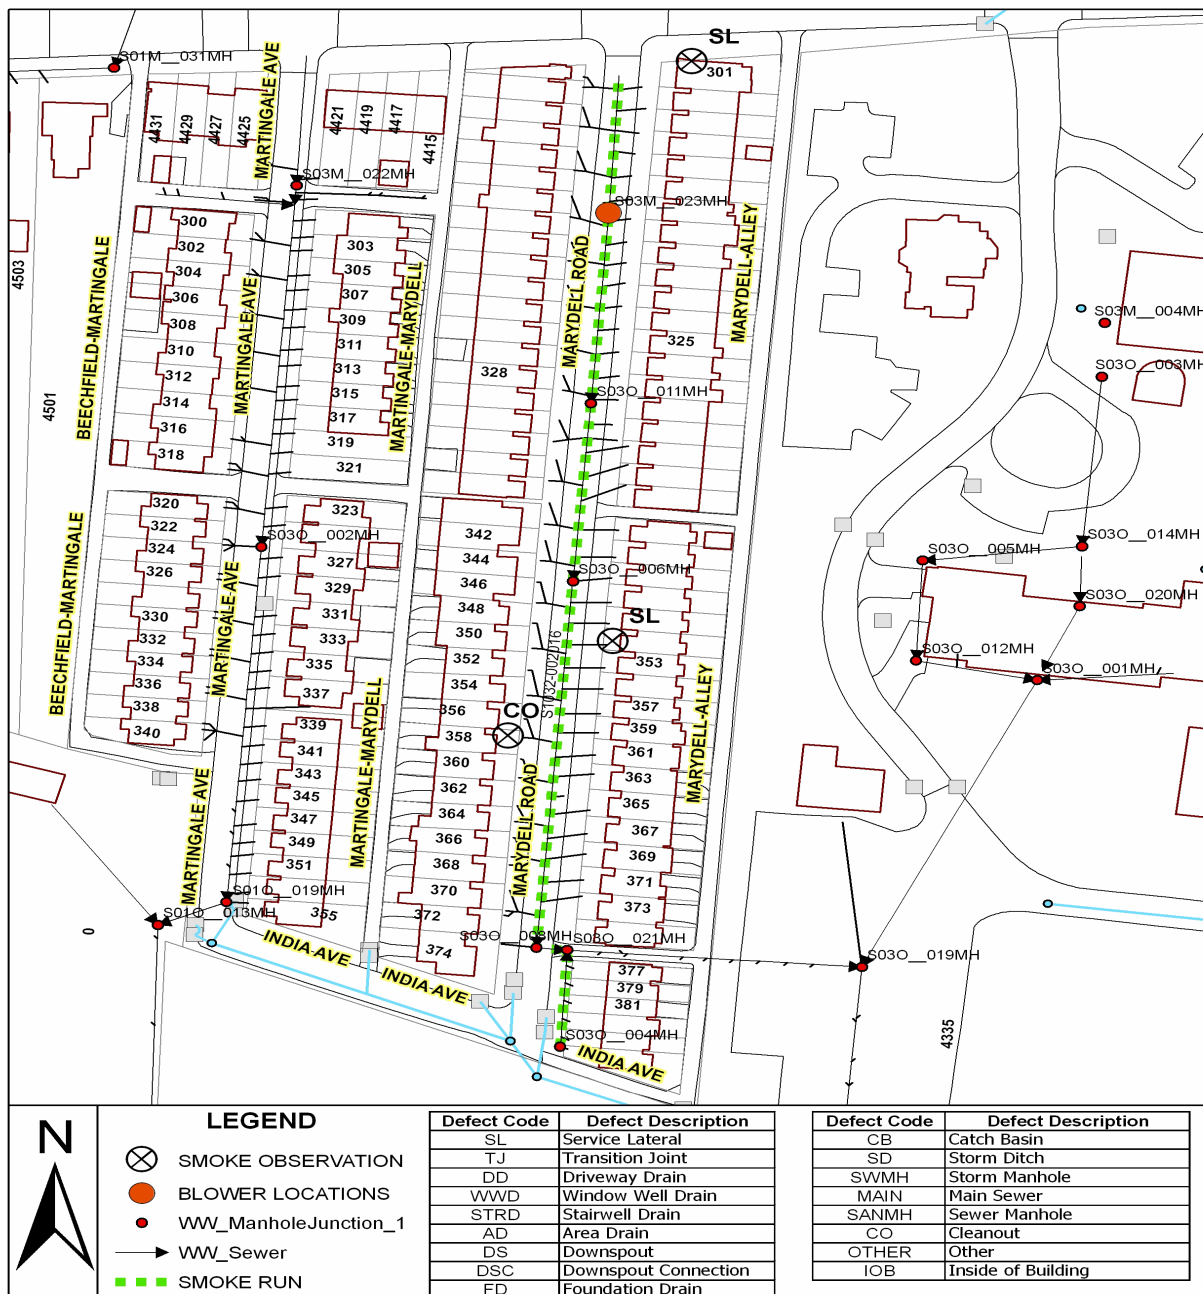 SL
301
S01M__031MH
MARTINGALE AVE
4431
4429
4427
4425
4421
4419
4417
4415
S03M__022MH
S03M__023MH
300
302
304
306
308
310
312
314
316
318
303
305
307
309
311
313
315
317
319
321
4503
4501
BEECHFIELD-MARTINGALE
MARTINGALE AVE
MARTINGALE-MARYDELL
328
MARYDELL ROAD
325
MARYDELL-ALLEY
S03O__011MH
S03M__004MH
S03O__003MH
320
322
324
326
330
332
334
336
338
340
S03O__002MH
323
327
329
331
333
335
337
339
341
343
345
347
349
351
355
BEECHFIELD-MARTINGALE
MARTINGALE AVE
342
344
346
348
350
352
354
356
358
360
362
364
366
368
370
372
374
S03O__006MH
SL
S1032-002016
CO
353
357
359
361
363
365
367
369
371
373
MARYDELL-ALLEY
MARYDELL ROAD
MARTINGALE-MARYDELL
MARTINGALE AVE
S03O__005MH
S03O__014MH
S03O__020MH
S03O__012MH
S03O__001MH
S01O__019MH
S01O__013MH
0
INDIA AVE
INDIA AVE
S03O__021MH
S03O__019MH
377
379
381
S03O__004MH
INDIA AVE
4335
N
LEGEND
SMOKE OBSERVATION
BLOWER LOCATIONS
WW_ManholeJunction_1
WW_Sewer
SMOKE RUN
Defect Code Defect Description
SL Service Lateral
TJ Transition Joint
DD Driveway Drain
WWD Window Well Drain
STRD Stairwell Drain
AD Area Drain
DS Downspout
DSC Downspout Connection
FD Foundation Drain
Defect Code Defect Description
CB Catch Basin
SD Storm Ditch
SWMH Storm Manhole
MAIN Main Sewer
SANMH Sewer Manhole
CO Cleanout
OTHER Other
IOB Inside of Building